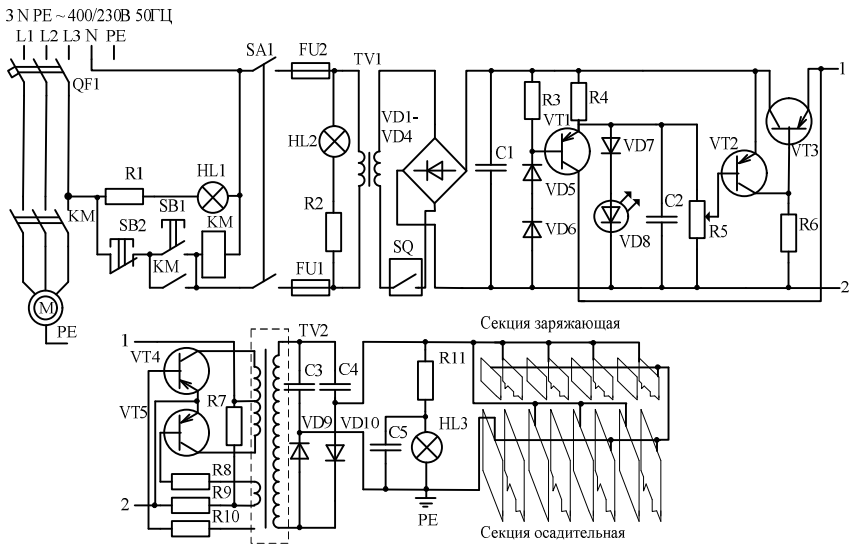 3 N PE ~ 400/230В 50ГЦ
L1 L2 L3 N PE
QF1
SA1
FU2
TV1
HL2
R2
FU1
R1
HL1
KM
SB2
SB1
KM
KM
M
PE
VD1-
VD4
SQ
C1
R3
R4
VT1
VD5
VD6
VD7
VD8
C2
R5
VT2
VT3
R6
1
2
1
VT4
VT5
R7
R8
R9
R10
2
TV2
C3
C4
VD9
VD10
C5
R11
HL3
PE
Секция заряжающая
Секция осадительная